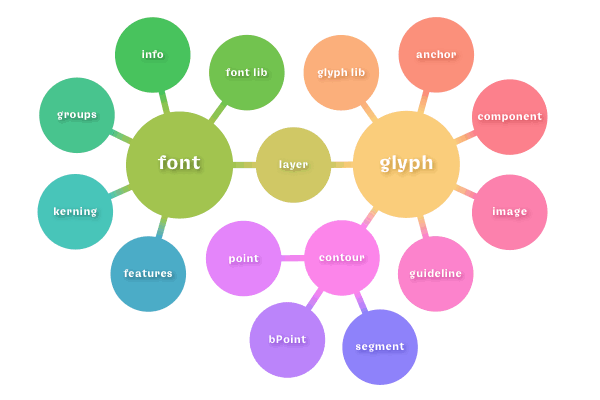 info
anchor
font lib
glyph lib
groups
component
font
layer
glyph
kerning
image
point
contour
features
guideline
bPoint
segment